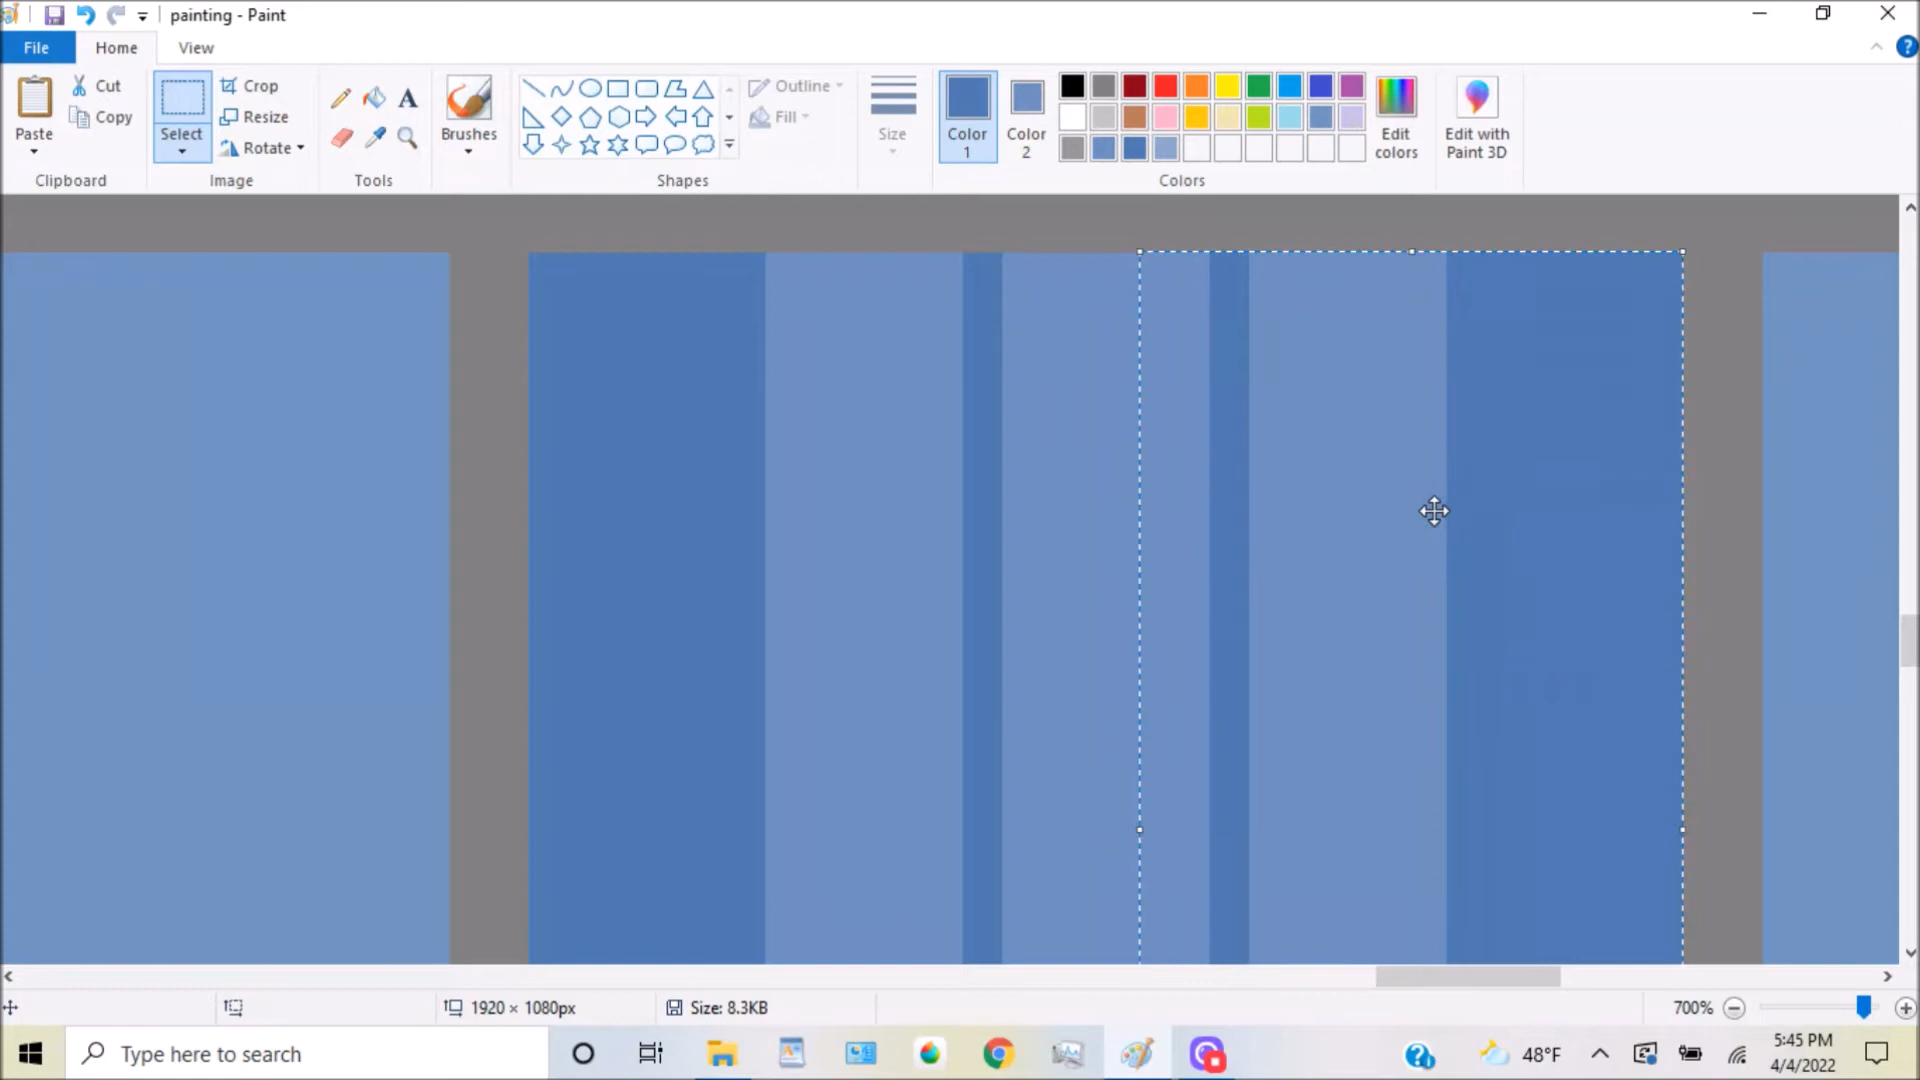 painting - Paint
File
Home
View
Paste
Cut
Copy
Clipboard
Select
Crop
Resize
Rotate
Image
A
Tools
Brushes
Outline
Fill
Shapes
Size
Color
1
Color
2
Edit
colors
Colors
Edit with
Paint 3D
1920 × 1080px
Size: 8.3KB
700%
Type here to search
48°F
5:45 PM
4/4/2022